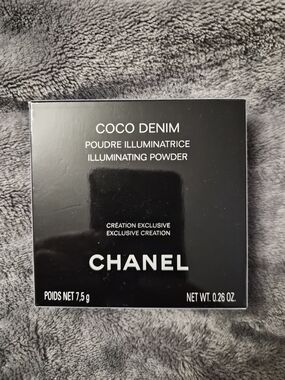 COCO DENIM
POUDRE ILLUMINATRICE
ILLUMINATING POWDER
CRÉATION EXCLUSIVE
EXCLUSIVE CREATION
CHANEL
POIDS NET 7,5 g
NET WT. 0.26 OZ.